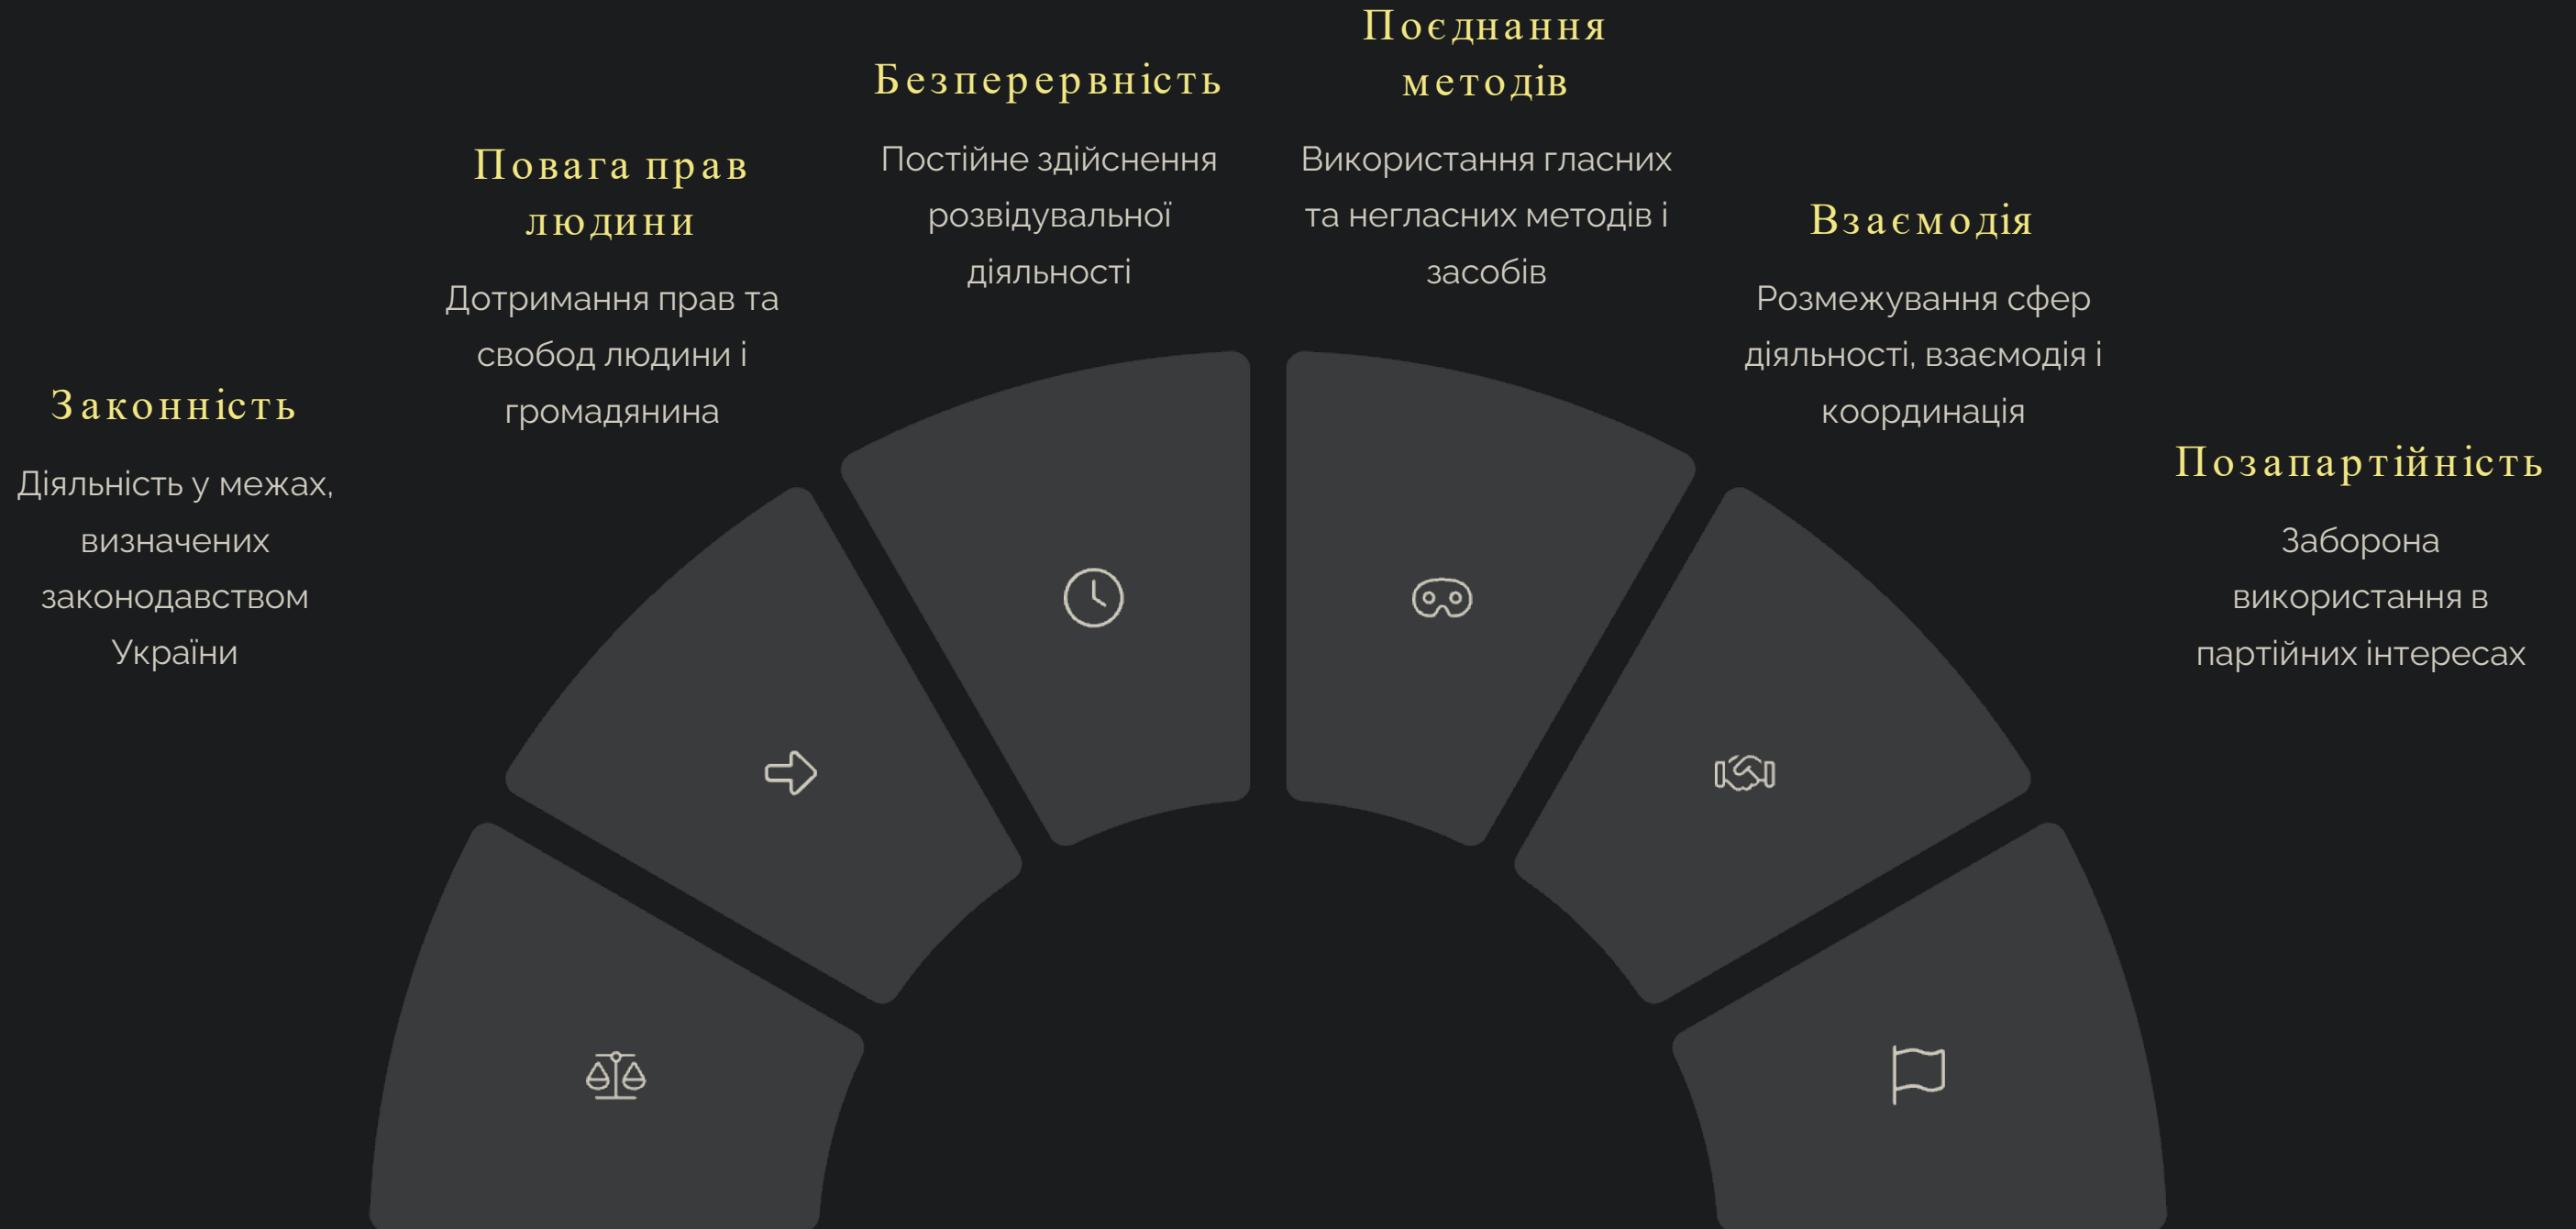 Законність
Діяльність у межах,
визначених
законодавством
України
Повага прав
людини
Дотримання прав та
свобод людини і
громадянина
Безперервність
Постійне здійснення
розвідувальної
діяльності
Поєднання
методів
Використання гласних
та негласних методів і
засобів
Взаємодія
Розмежування сфер
діяльності, взаємодія і
координація
Позапартійність
Заборона
використання в
партійних інтересах